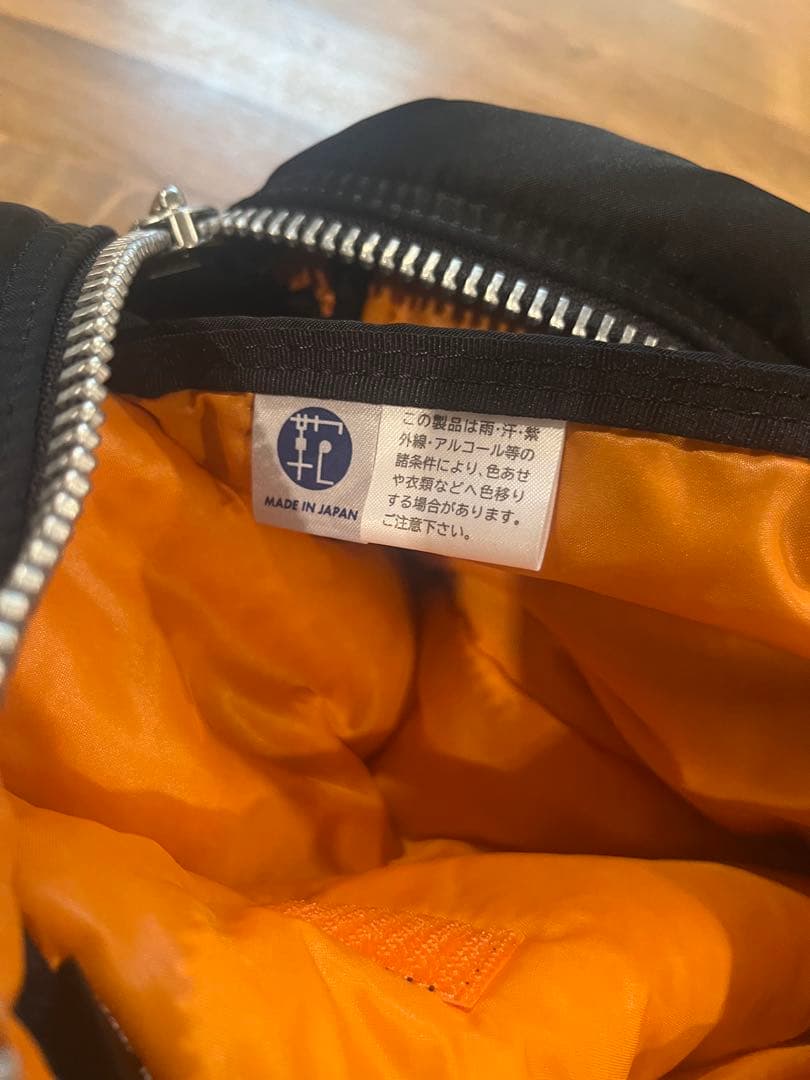 MADE IN JAPAN
この製品は雨・汗・紫
外線・アルコール等の
諸条件により、色あせ
や衣類などへ色移り
する場合があります。
ご注意下さい。